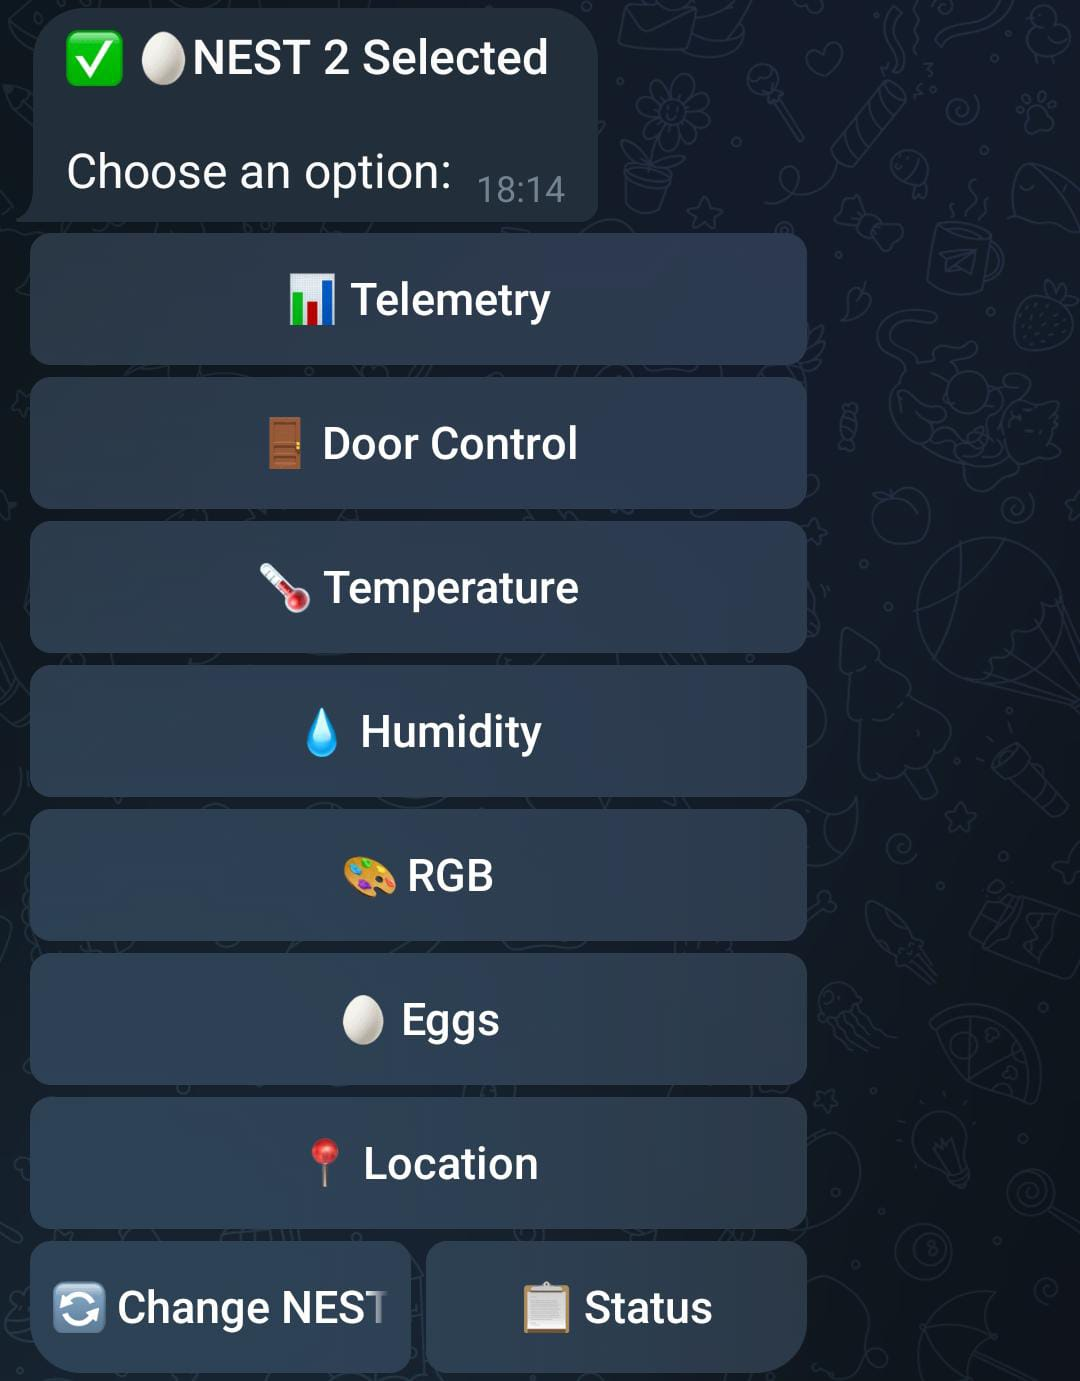 ✅ 🥚NEST 2 Selected
Choose an option:
18:14
📊 Telemetry
🚪 Door Control
🌡️ Temperature
💧 Humidity
🎨 RGB
🥚 Eggs
📍 Location
🔄 Change NEST
📋 Status